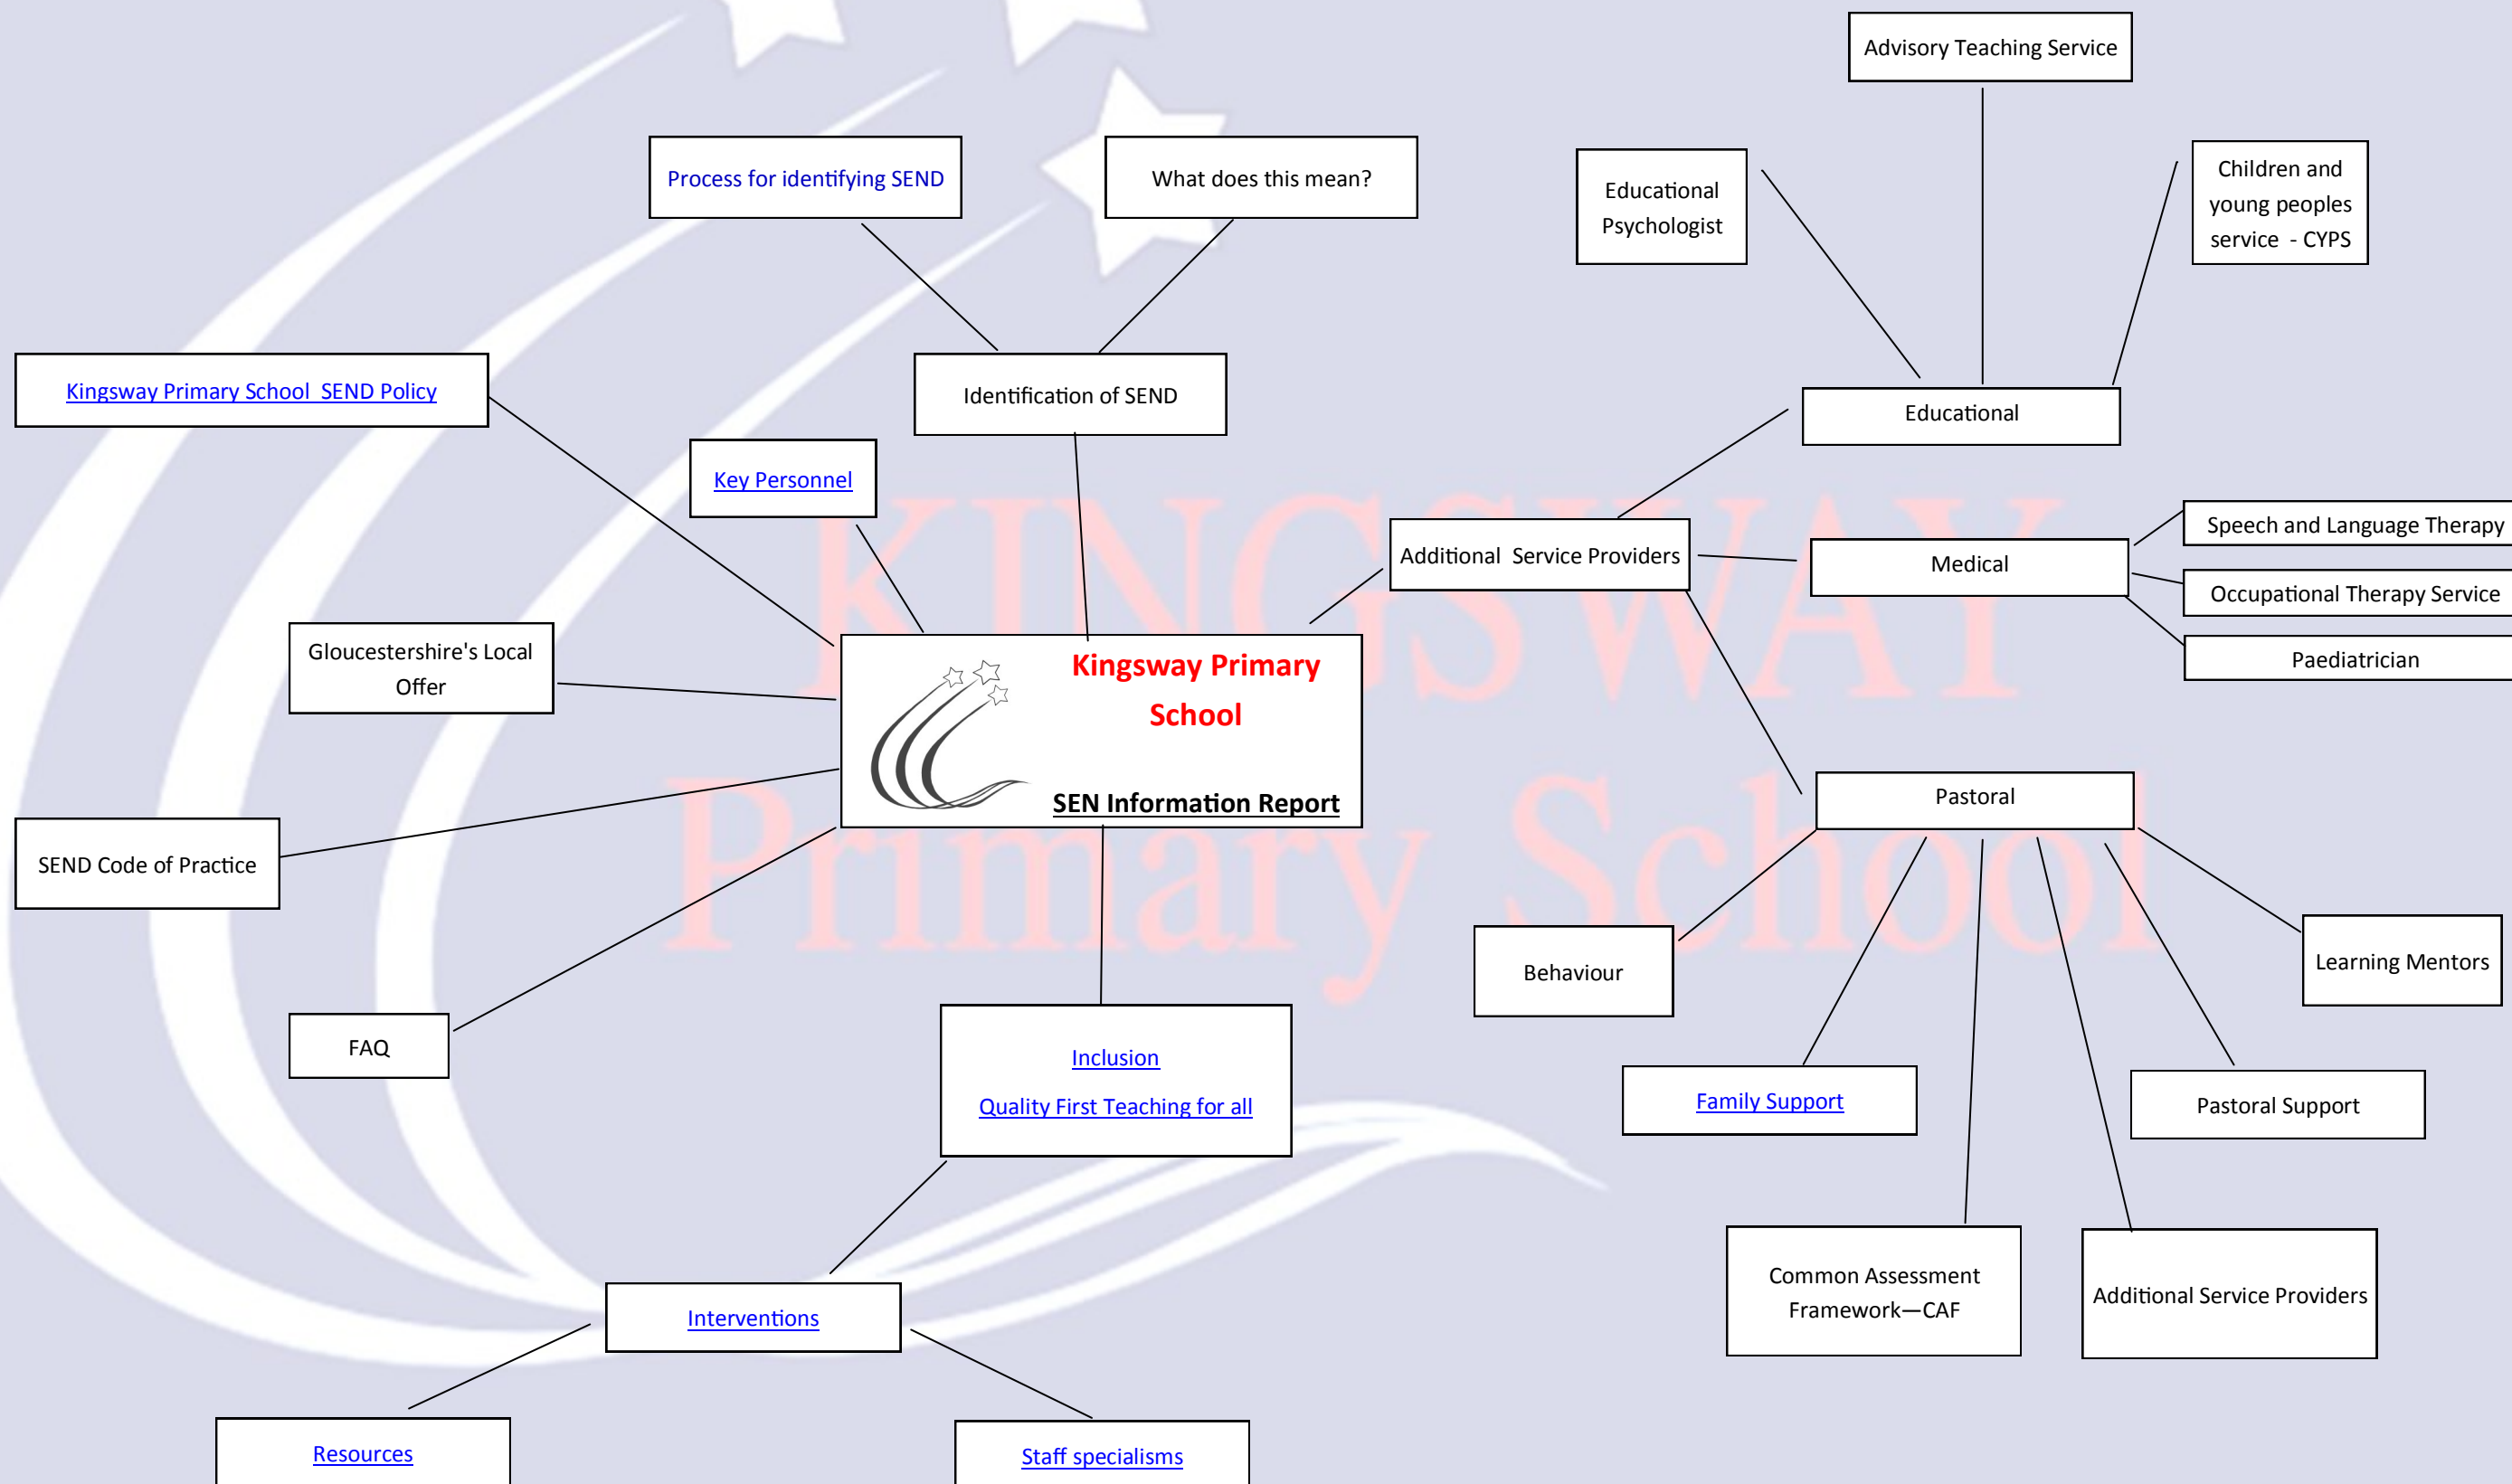 Advisory Teaching Service
Process for identifying SEND
What does this mean?
Educational
Psychologist
Children and
young peoples
service - CYPS
Kingsway Primary School SEND Policy
Identification of SEND
Educational
Key Personnel
Additional Service Providers
Medical
Speech and Language Therapy
Occupational Therapy Service
Paediatrician
Gloucestershire's Local
Offer
Kingsway Primary
School
SEN Information Report
KINGSWAY
Primary School
Pastoral
SEND Code of Practice
Behaviour
Learning Mentors
FAQ
Inclusion
Quality First Teaching for all
Family Support
Pastoral Support
Common Assessment
Framework—CAF
Additional Service Providers
Interventions
Resources
Staff specialisms